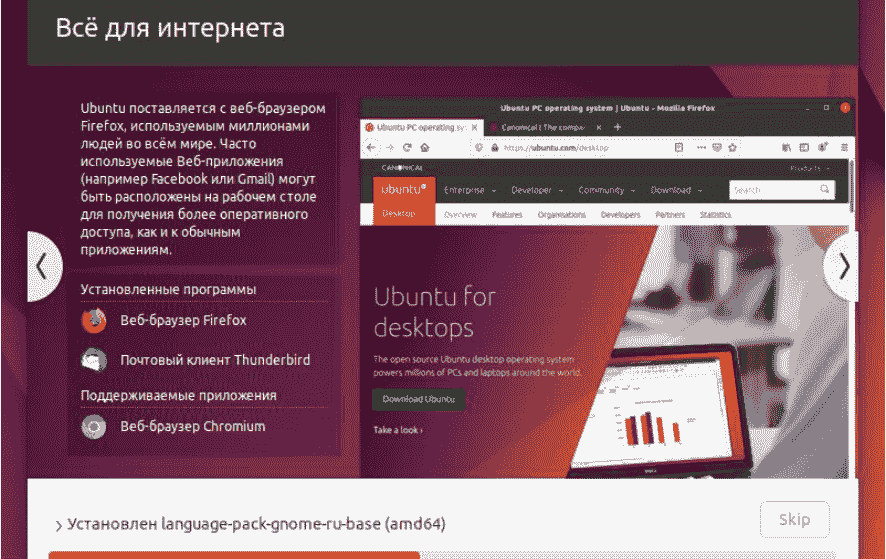 Всё для интернета
Ubuntu поставляется с веб-браузером
Firefox, используемым миллионами
людей во всём мире. Часто
используемые Веб-приложения
(например Facebook или Gmail) могут
быть расположены на рабочем столе
для получения более оперативного
доступа, как и к обычным
приложениям.
Установленные программы
Веб-браузер Firefox
Почтовый клиент Thunderbird
Поддерживаемые приложения
Веб-браузер Chromium
Ubuntu PC operating system | Ubuntu - Mozilla Firefox
Ubuntu PC operating sys
Canonical | The compa
https://ubuntu.com/desktop
CANONICAL
Products
ubuntu
Enterprise
Developer
Community
Download
Search
Desktop
Overview
Features
Organisations
Developers
Partners
Statistics
Ubuntu for
desktops
The open source Ubuntu desktop operating system
powers millions of PCs and laptops around the world.
Download Ubuntu
Take a look ›
DELL
Установлен language-pack-gnome-ru-base (amd64)
Skip